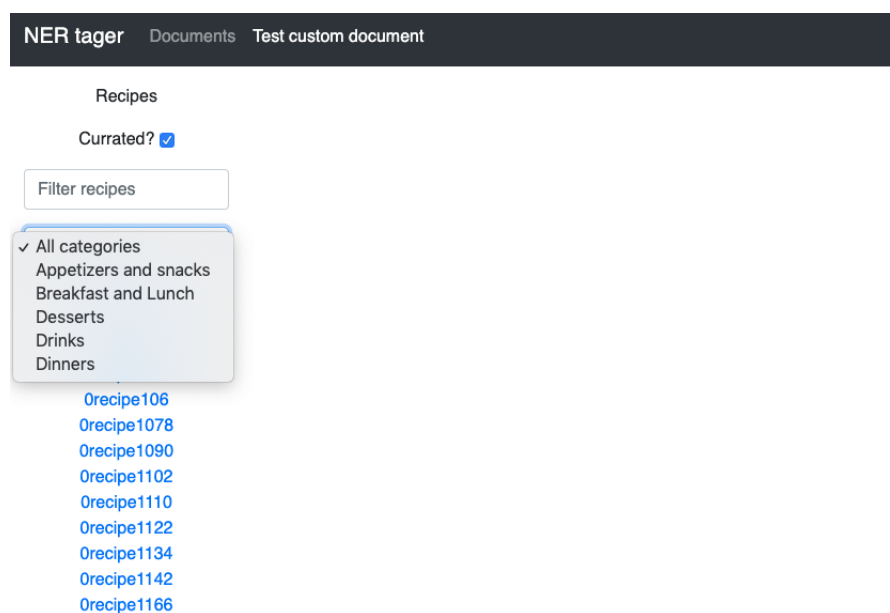 NER tager Documents Test custom document
Recipes
Currated?
Filter recipes
✓ All categories
Appetizers and snacks
Breakfast and Lunch
Desserts
Drinks
Dinners
0recipe106
0recipe1078
0recipe1090
0recipe1102
0recipe1110
0recipe1122
0recipe1134
0recipe1142
0recipe1166